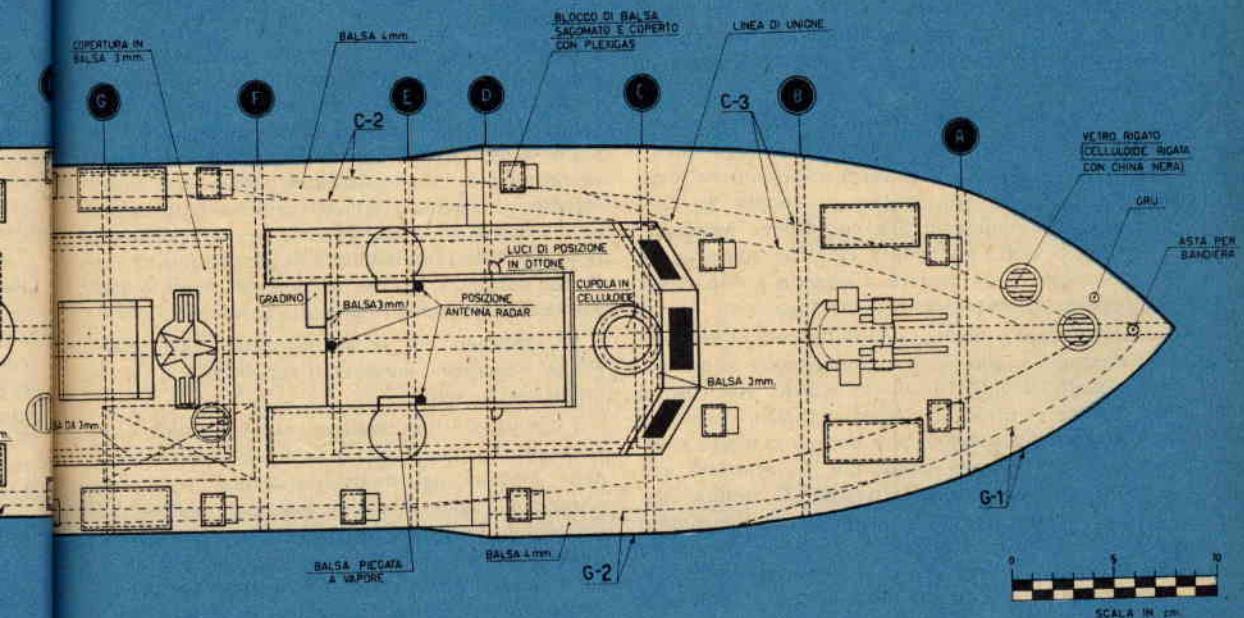 COPERTURA IN
BALSA 3mm.
BALSA 4mm.
BLOCCO DI BALSA
SAGOMATO E COPERTO
CON PLEXIGAS
LINEA DI UNIONE
G
F
E
D
C
B
A
C-2
C-3
VETRO RIGATO
(CELLULOIDE RIGATA
CON CHINA NERA)
GRU
ASTA PER
BANDIERA
LUCI DI POSIZIONE
IN OTTONE
CUPOLA IN
CELLULOIDE
GRADINO
BALSA 3mm.
POSIZIONE
ANTENNA RADAR
BALSA 3mm.
DA 3mm.
m.
G-1
G-2
BALSA 4mm.
BALSA PIEGATA
A VAPORE
0 5 10
SCALA IN cm.